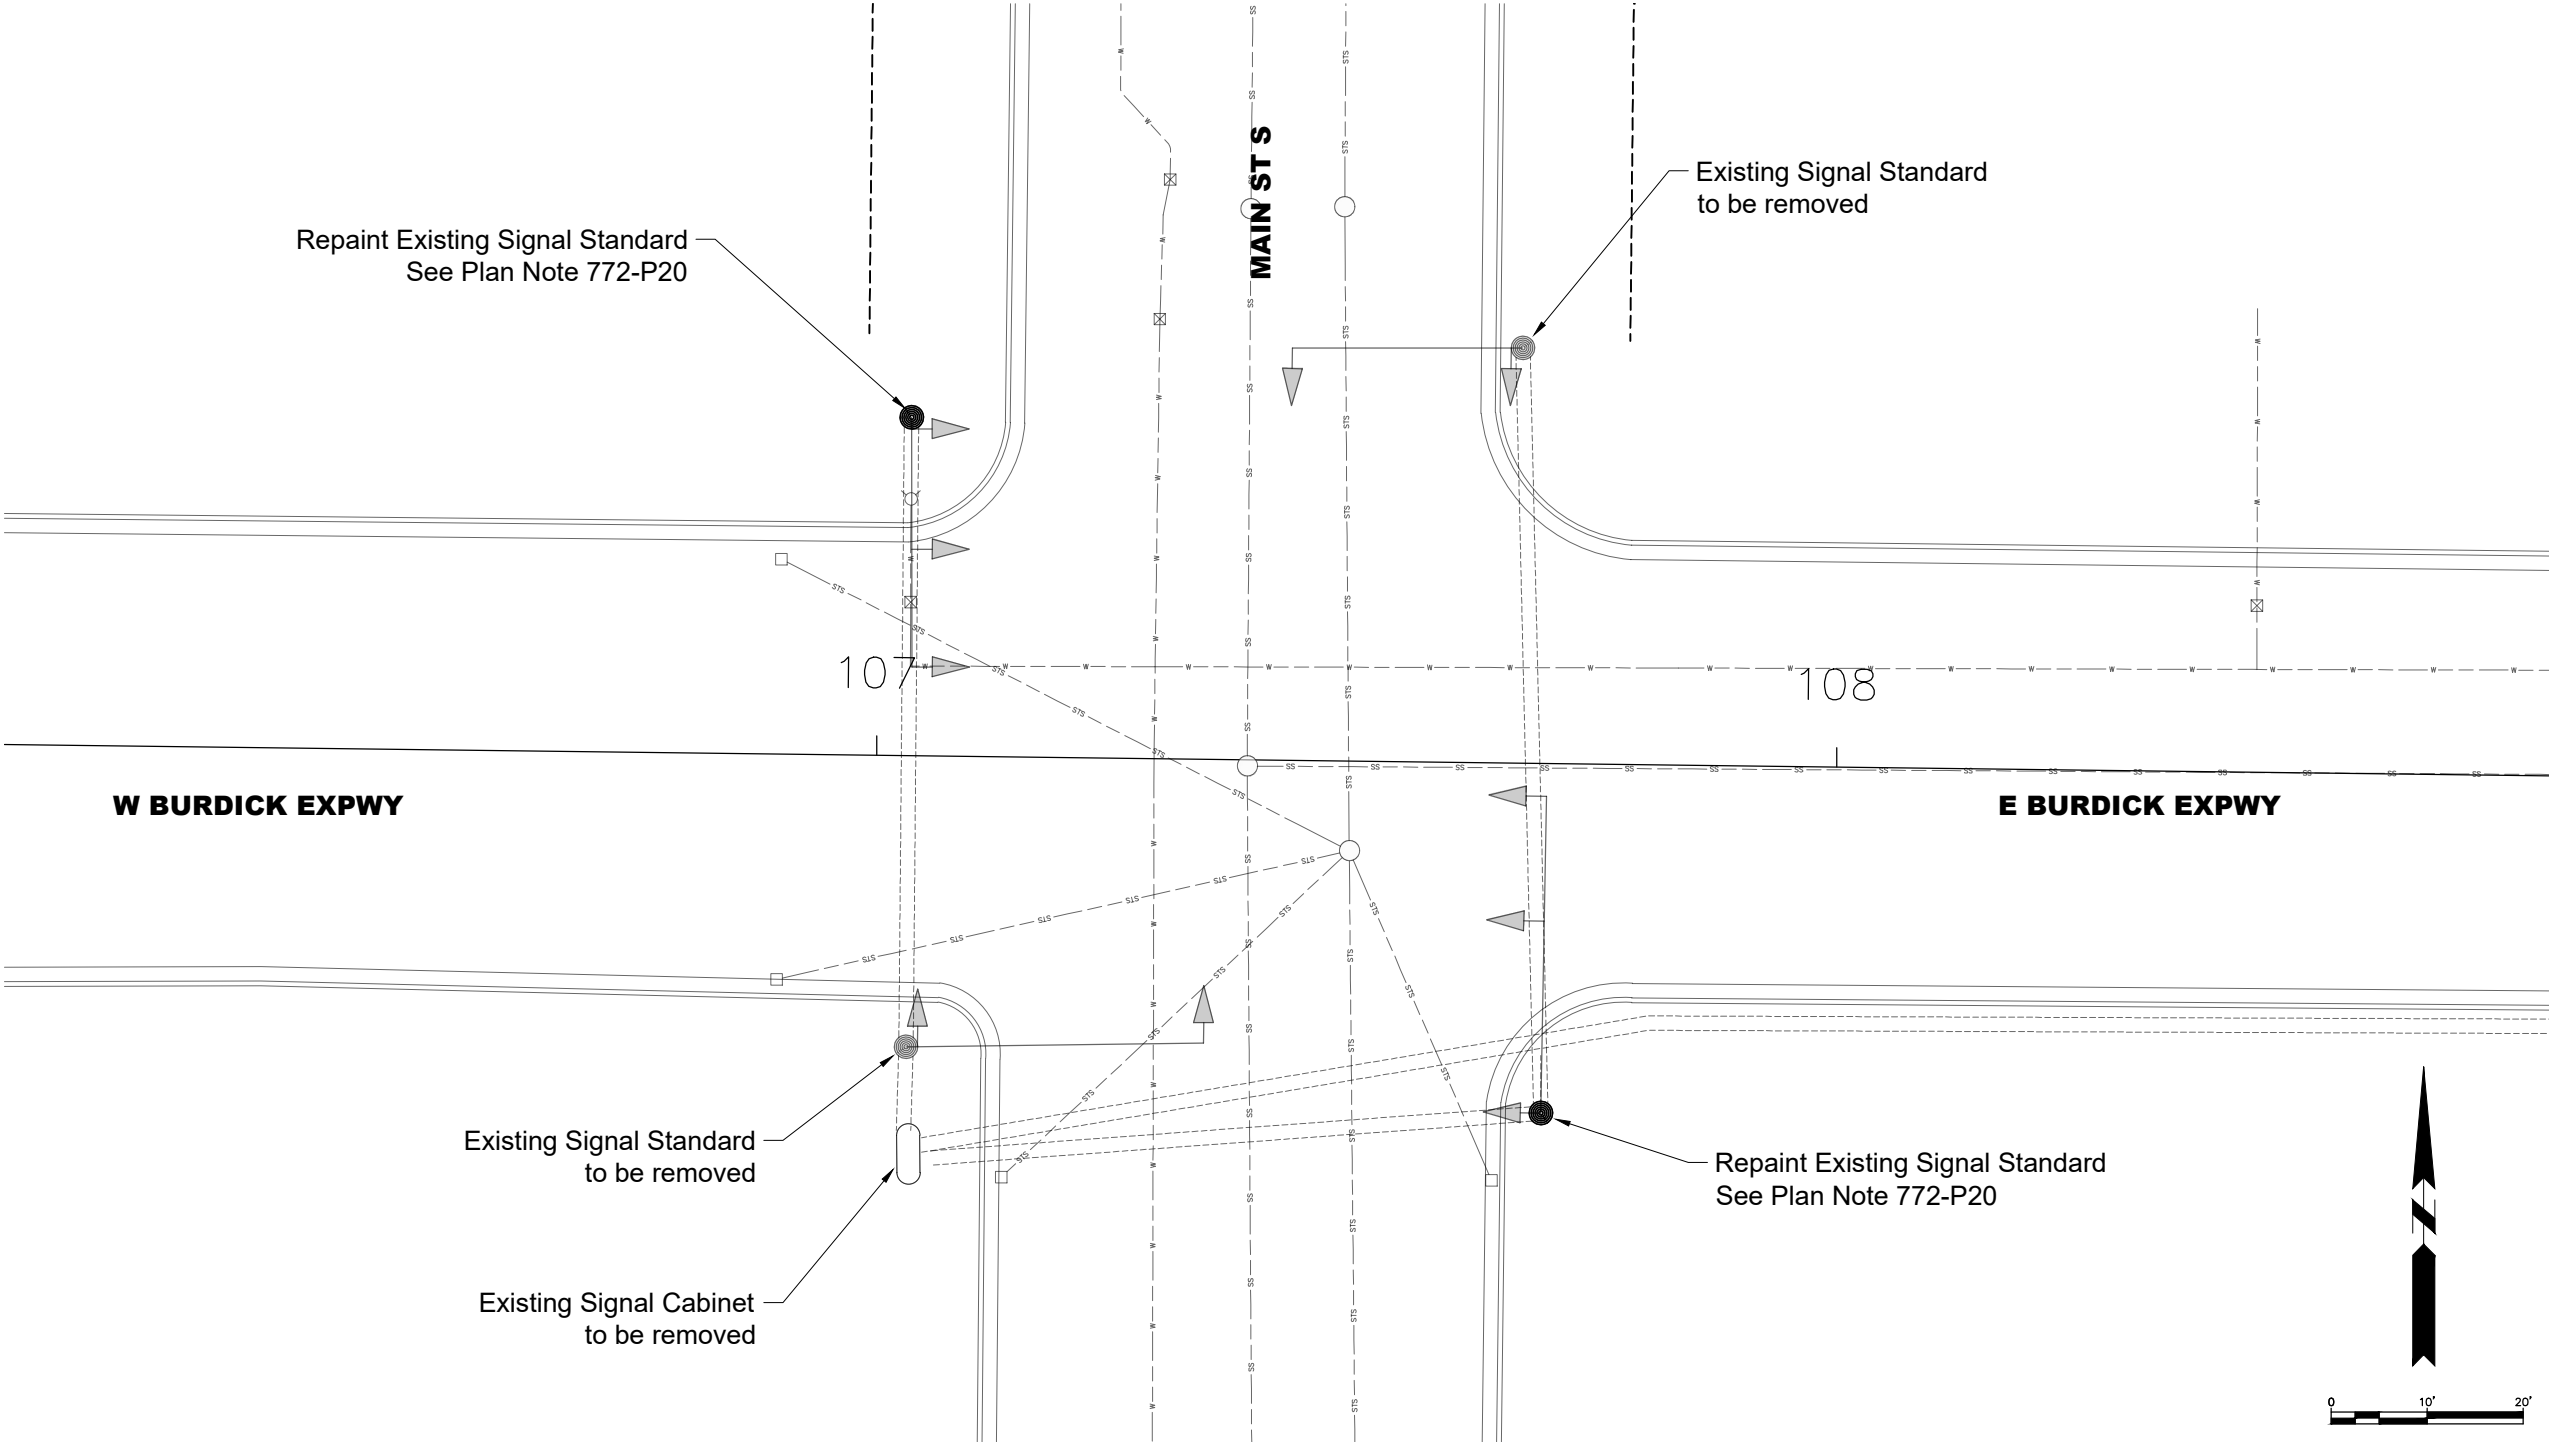 MAIN ST S
Existing Signal Standard
to be removed
Repaint Existing Signal Standard
See Plan Note 772-P20
107
108
W BURDICK EXPWY
E BURDICK EXPWY
Existing Signal Standard
to be removed
Repaint Existing Signal Standard
See Plan Note 772-P20
Existing Signal Cabinet
to be removed
N
0 10' 20'
W
SS
STS